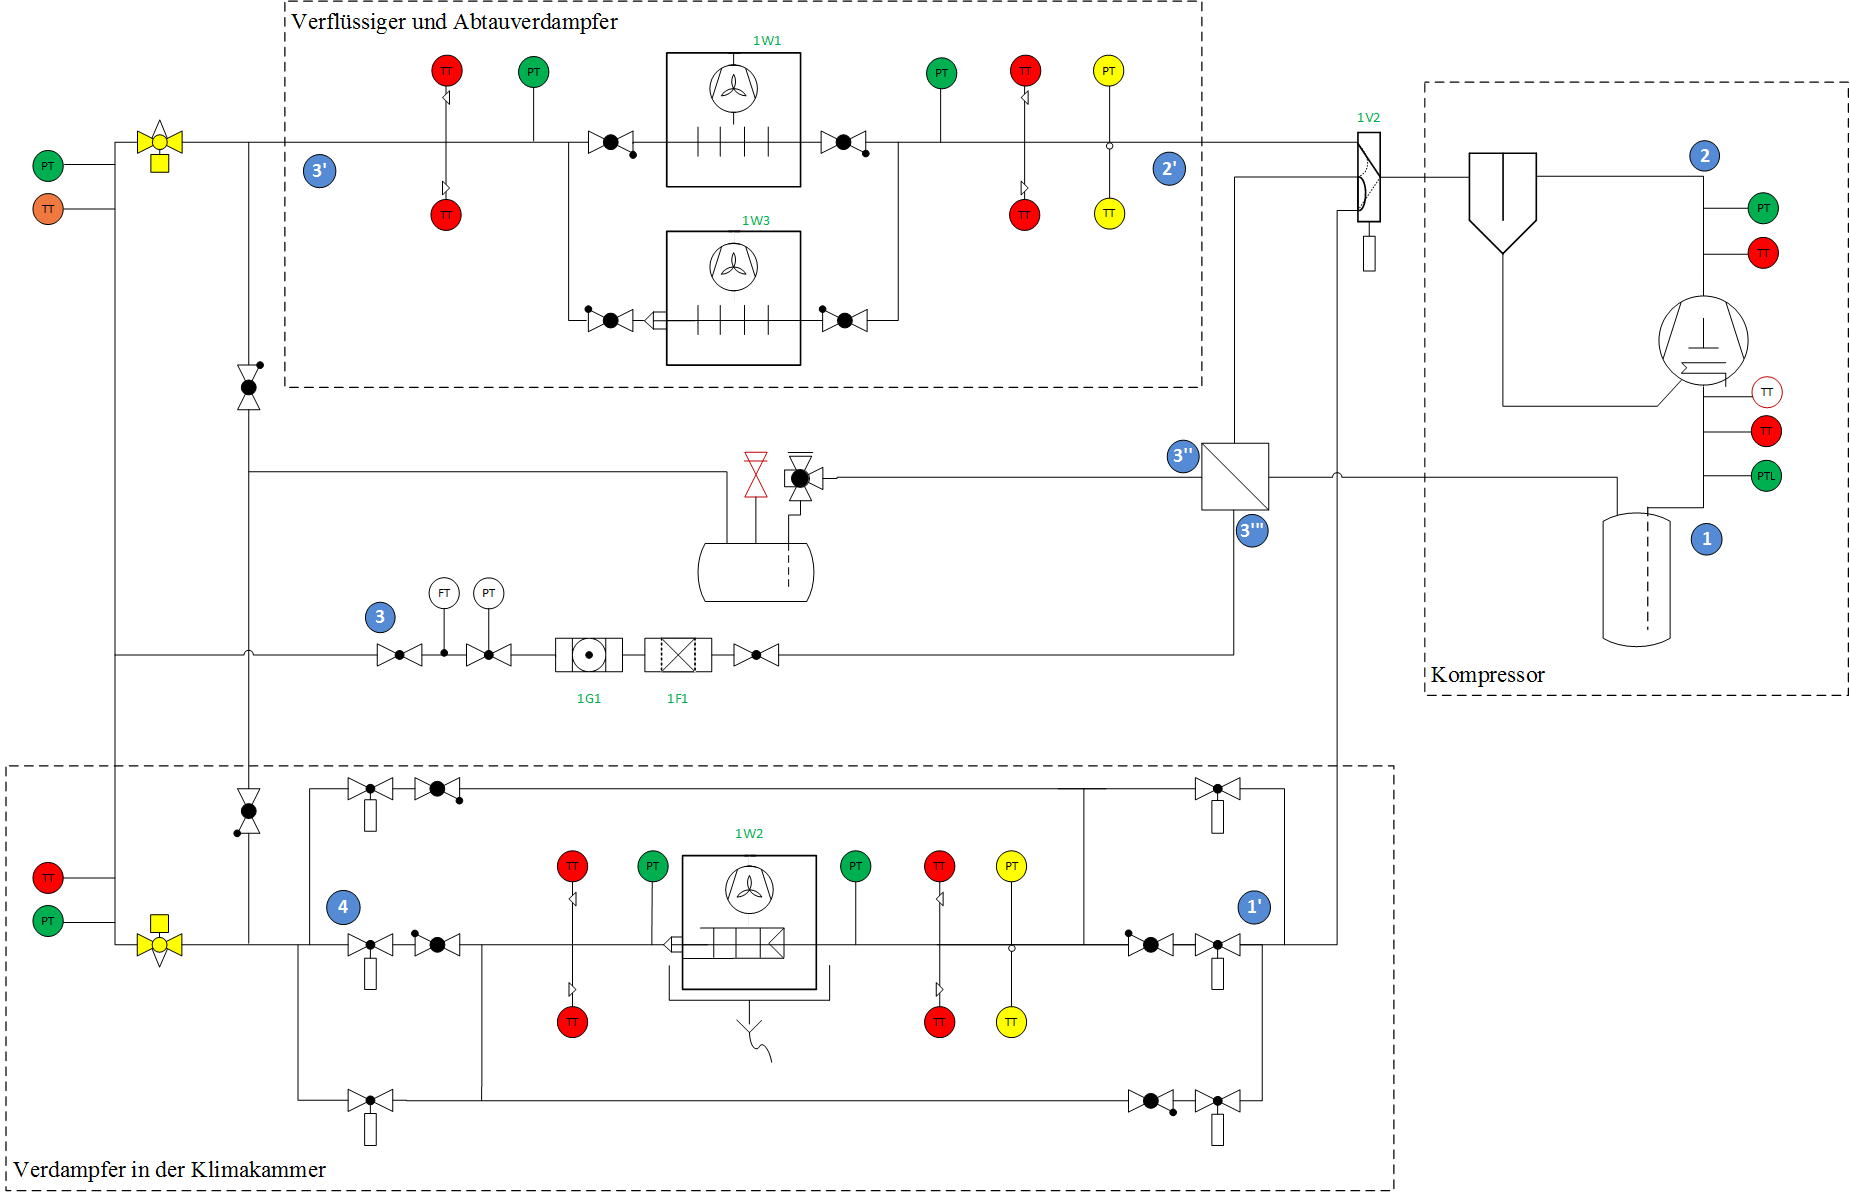 Verflüssiger und Abtauverdampfer
1W1
TT
PT
PT
TT
PT
1V2
2
PT
TT
3'
2'
TT
TT
TT
1W3
PT
TT
TT
TT
PTL
3''
3'''
1
3
FT
PT
1G1
1F1
Kompressor
1W2
TT
PT
PT
TT
PT
TT
PT
4
1'
TT
TT
TT
Verdampfer in der Klimakammer